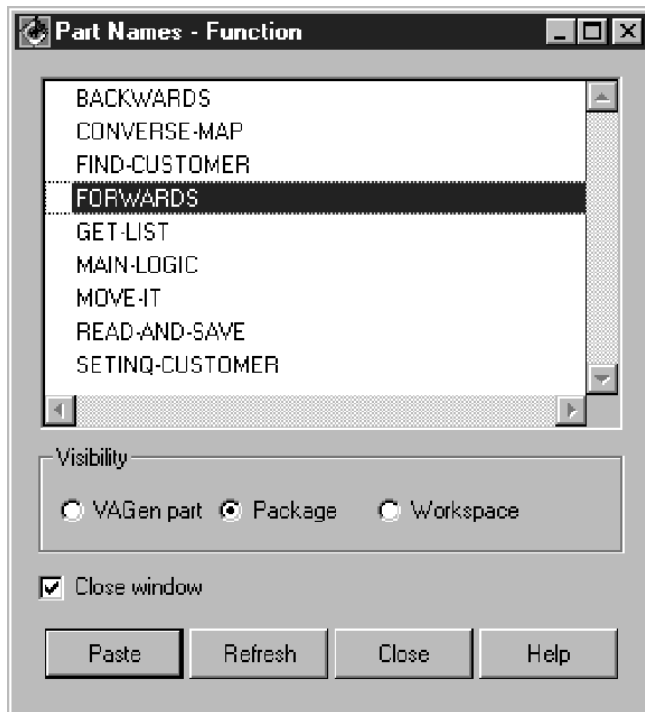 Part Names - Function
BACKWARDS
CONVERSE-MAP
FIND-CUSTOMER
FORWARDS
GET-LIST
MAIN-LOGIC
MOVE-IT
READ-AND-SAVE
SETINQ-CUSTOMER
Visibility
VAGen part Package Workspace
Close window
Paste Refresh Close Help